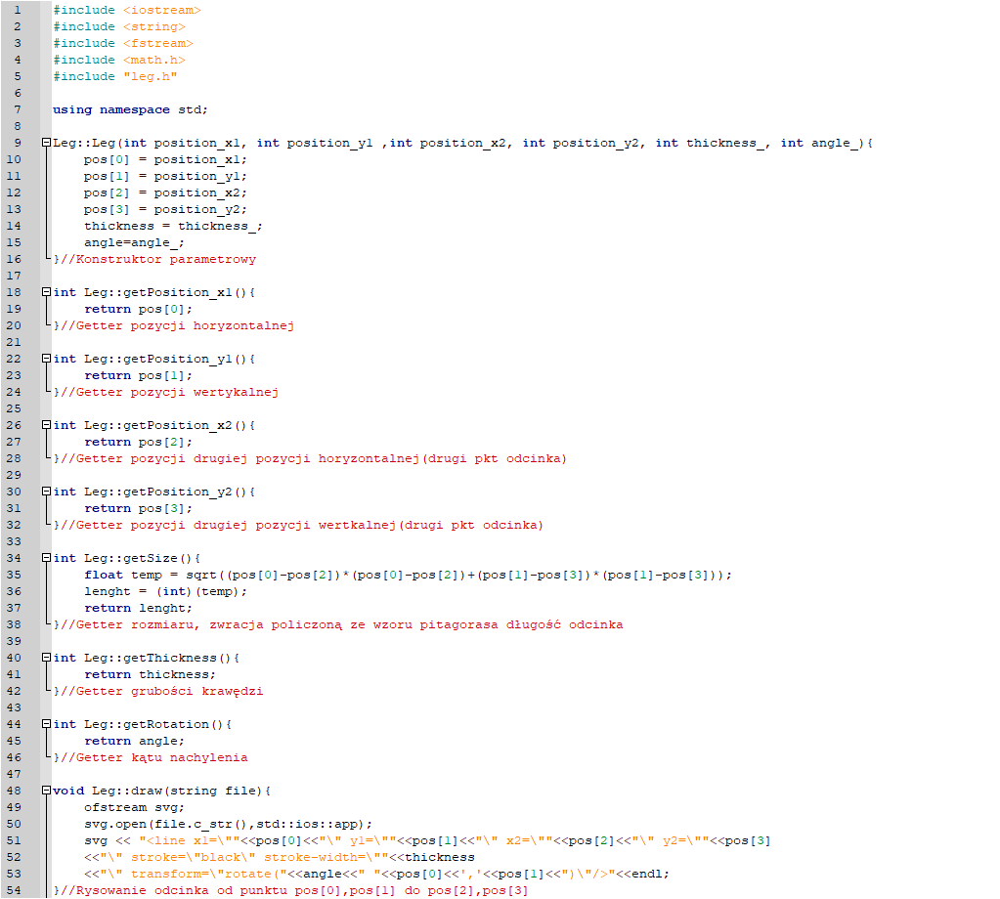 1 #include <iostream>
2 #include <string>
3 #include <fstream>
4 #include <math.h>
5 #include "leg.h"
6
7 using namespace std;
8
9 Leg::Leg(int position_x1, int position_y1 ,int position_x2, int position_y2, int thickness_, int angle_){
10     pos[0] = position_x1;
11     pos[1] = position_y1;
12     pos[2] = position_x2;
13     pos[3] = position_y2;
14     thickness = thickness_;
15     angle=angle_;
16 }//Konstruktor parametrowy
17
18 int Leg::getPosition_x1(){
19     return pos[0];
20 }//Getter pozycji horyzontalnej
21
22 int Leg::getPosition_y1(){
23     return pos[1];
24 }//Getter pozycji wertykalnej
25
26 int Leg::getPosition_x2(){
27     return pos[2];
28 }//Getter pozycji drugiej pozycji horyzontalnej(drugi pkt odcinka)
29
30 int Leg::getPosition_y2(){
31     return pos[3];
32 }//Getter pozycji drugiej pozycji wertkalnej(drugi pkt odcinka)
33
34 int Leg::getSize(){
35     float temp = sqrt((pos[0]-pos[2])*(pos[0]-pos[2])+(pos[1]-pos[3])*(pos[1]-pos[3]));
36     lenght = (int)(temp);
37     return lenght;
38 }//Getter rozmiaru, zwracja policzoną ze wzoru pitagorasa długość odcinka
39
40 int Leg::getThickness(){
41     return thickness;
42 }//Getter grubości krawędzi
43
44 int Leg::getRotation(){
45     return angle;
46 }//Getter kątu nachylenia
47
48 void Leg::draw(string file){
49     ofstream svg;
50     svg.open(file.c_str(),std::ios::app);
51     svg << "<line x1=\""<<pos[0]<<"\" y1=\""<<pos[1]<<"\" x2=\""<<pos[2]<<"\" y2=\""<<pos[3]
52     <<"\" stroke=\"black\" stroke-width=\""<<thickness
53     <<"\" transform=\"rotate("<<angle<<" "<<pos[0]<<','<<pos[1]<<")\"/>"<<endl;
54 }//Rysowanie odcinka od punktu pos[0],pos[1] do pos[2],pos[3]